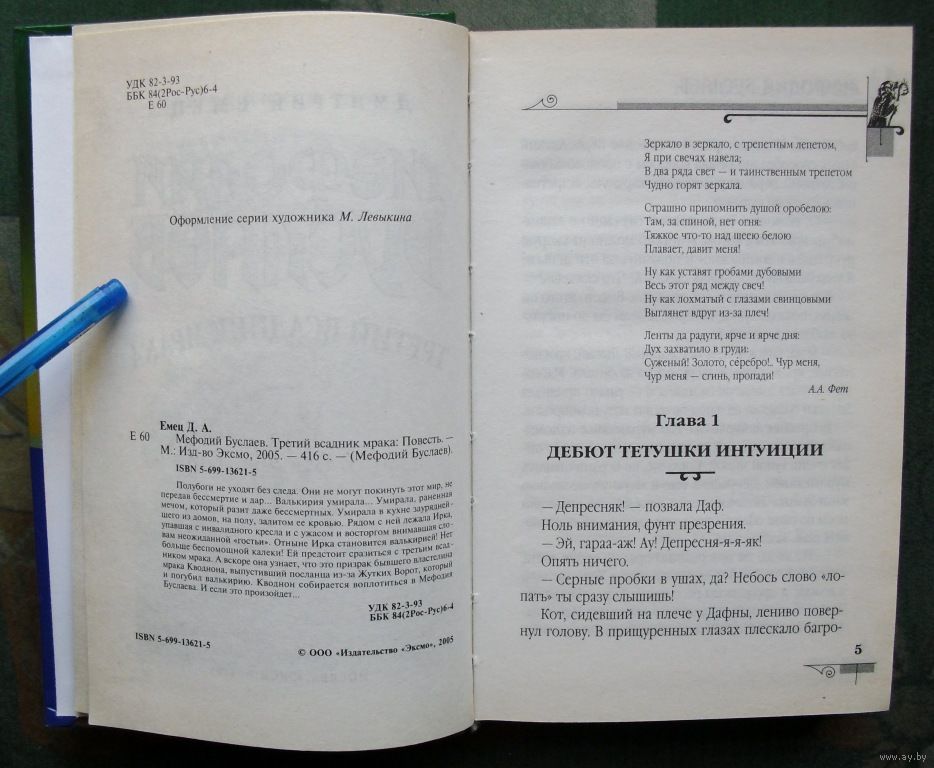 УДК 82-3-93
ББК 84(2Рос-Рус)6-4
Е 60
Оформление серии художника М. Левыкина
Емец Д. А.
Е 60
Мефодий Буслаев. Третий всадник мрака: Повесть. —
М.: Изд-во Эксмо, 2005. — 416 с. — (Мефодий Буслаев).
ISBN 5-699-13621-5
Полубоги не уходят без следа. Они не могут покинуть этот мир, не
передав бессмертие и дар... Валькирия умирала... Умирала, раненная
мечом, который разит даже бессмертных. Умирала в кухне заурядней-
шего из домов, на полу, залитом ее кровью. Рядом с ней лежала Ирка,
упавшая с инвалидного кресла и с ужасом и восторгом внимавшая сло-
вам неожиданной «гостьи». Отныне Ирка становится валькирией! Нет
больше беспомощной калеки! Ей предстоит сразиться с третьим всад-
ником мрака. А вскоре она узнает, что это призрак бывшего властелина
мрака Кводнона, выпустивший посланца из-за Жутких Ворот, который
и погубил валькирию. Кводнон собирается воплотиться в Мефодия
Буслаева. И если это произойдет...
УДК 82-3-93
ББК 84(2Рос-Рус)6-4
ISBN 5-699-13621-5
© ООО «Издательство «Эксмо», 2005
Зеркало в зеркало, с трепетным лепетом,
Я при свечах навела;
В два ряда свет — и таинственным трепетом
Чудно горят зеркала.
Страшно припомнить душой оробелою:
Там, за спиной, нет огня:
Тяжкое что-то над шеею белою
Плавает, давит меня!
Ну как уставят гробами дубовыми
Весь этот ряд между свеч!
Ну как лохматый с глазами свинцовыми
Выглянет вдруг из-за плеч!
Ленты да радуги, ярче и жарче дня:
Дух захватило в груди:
Суженый! Золото, серебро!.. Чур меня,
Чур меня — сгинь, пропади!
А.А. Фет
Глава 1
ДЕБЮТ ТЕТУШКИ ИНТУИЦИИ
— Депресняк! — позвала Даф.
Ноль внимания, фунт презрения.
— Эй, гараа-аж! Ау! Депресня-я-я-як!
Опять ничего.
— Серные пробки в ушах, да? Небось слово «ло-
пать» ты сразу слышишь!
Кот, сидевший на плече у Дафны, лениво повер-
нул голову. В прищуренных глазах плескало багро-
5
www.ay.by